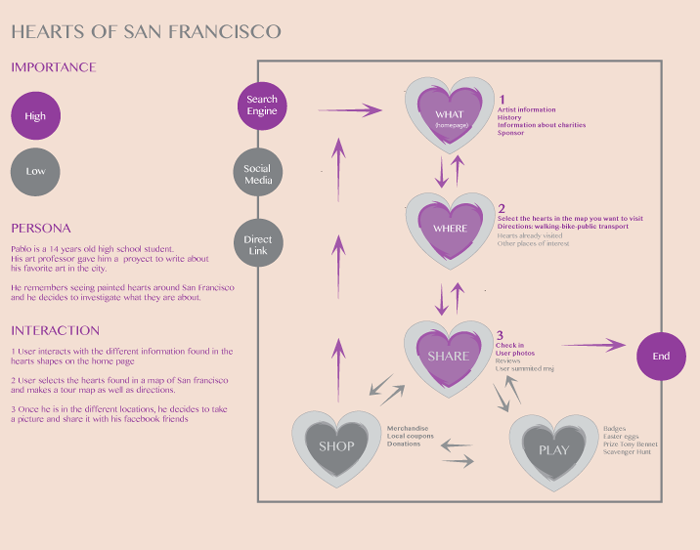 HEARTS OF SAN FRANCISCO
IMPORTANCE
High
Low
PERSONA
Pablo is a 14 years old high school student.
His art professor gave him a proyect to write about
his favorite art in the city.
He remembers seeing painted hearts around San Francisco
and he decides to investigate what they are about.
INTERACTION
1 User interacts with the different information found in the
hearts shapes on the home page
2 User selects the hearts found in a map of San francisco
and makes a tour map as well as directions.
3 Once he is in the different locations, he decides to take
a picture and share it with his facebook friends
Search
Engine
Social
Media
Direct
Link
WHAT
(homepage)
1
Artist information
History
Information about charities
Sponsor
WHERE
2
Select the hearts in the map you want to visit
Directions: walking-bike-public transport
Hearts already visited
Other places of interest
SHARE
3
Check in
User photos
Reviews
User summited msj
End
SHOP
Merchandise
Local coupons
Donations
PLAY
Badges
Easter eggs
Prize Tony Bennet
Scavenger Hunt